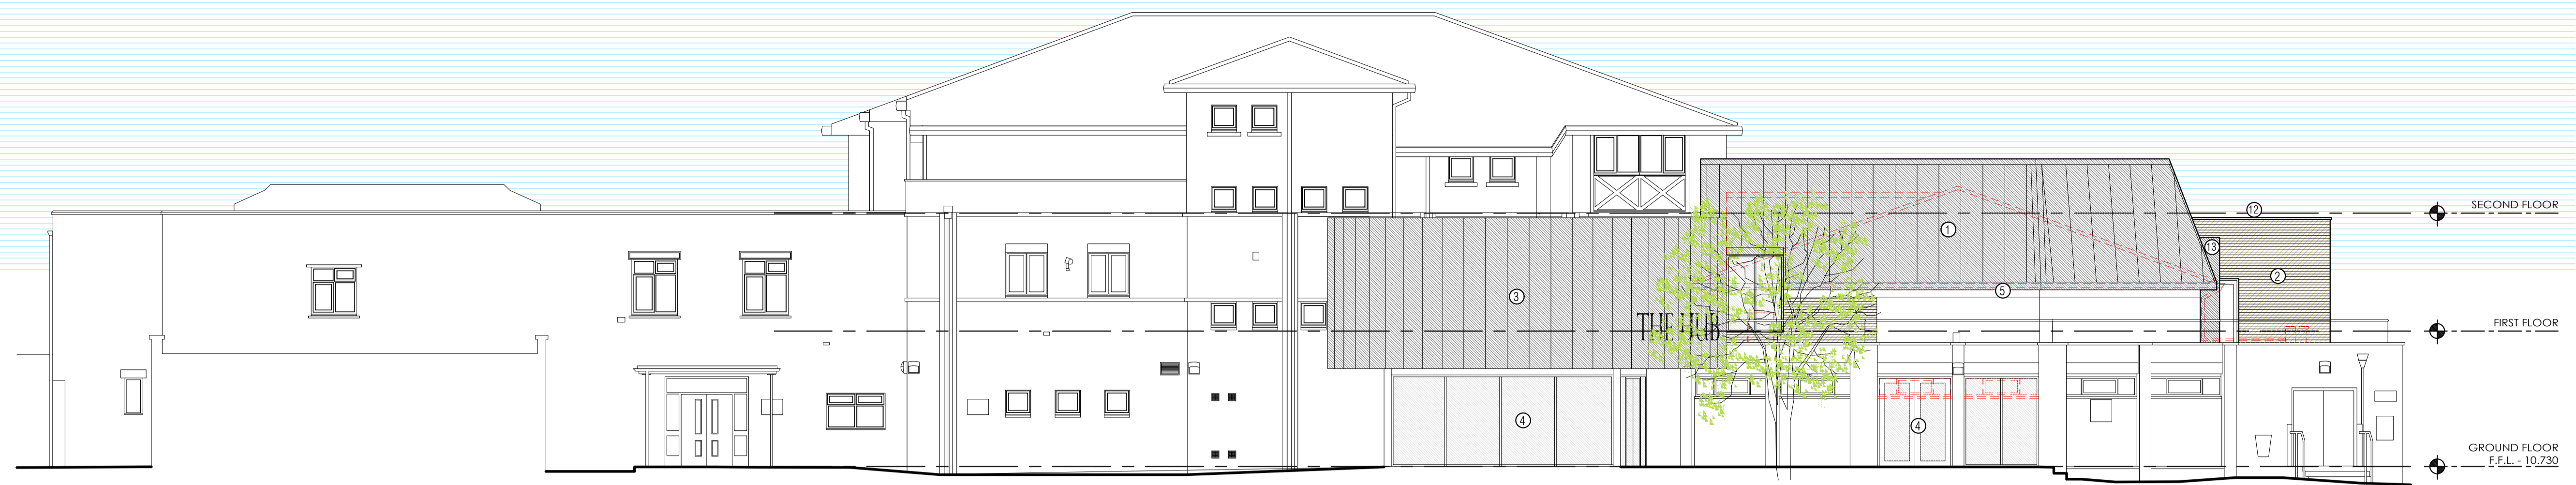 SECOND FLOOR
12
1
13
2
5
3
THE HUB
FIRST FLOOR
4
4
GROUND FLOOR
F.F.L. - 10.730